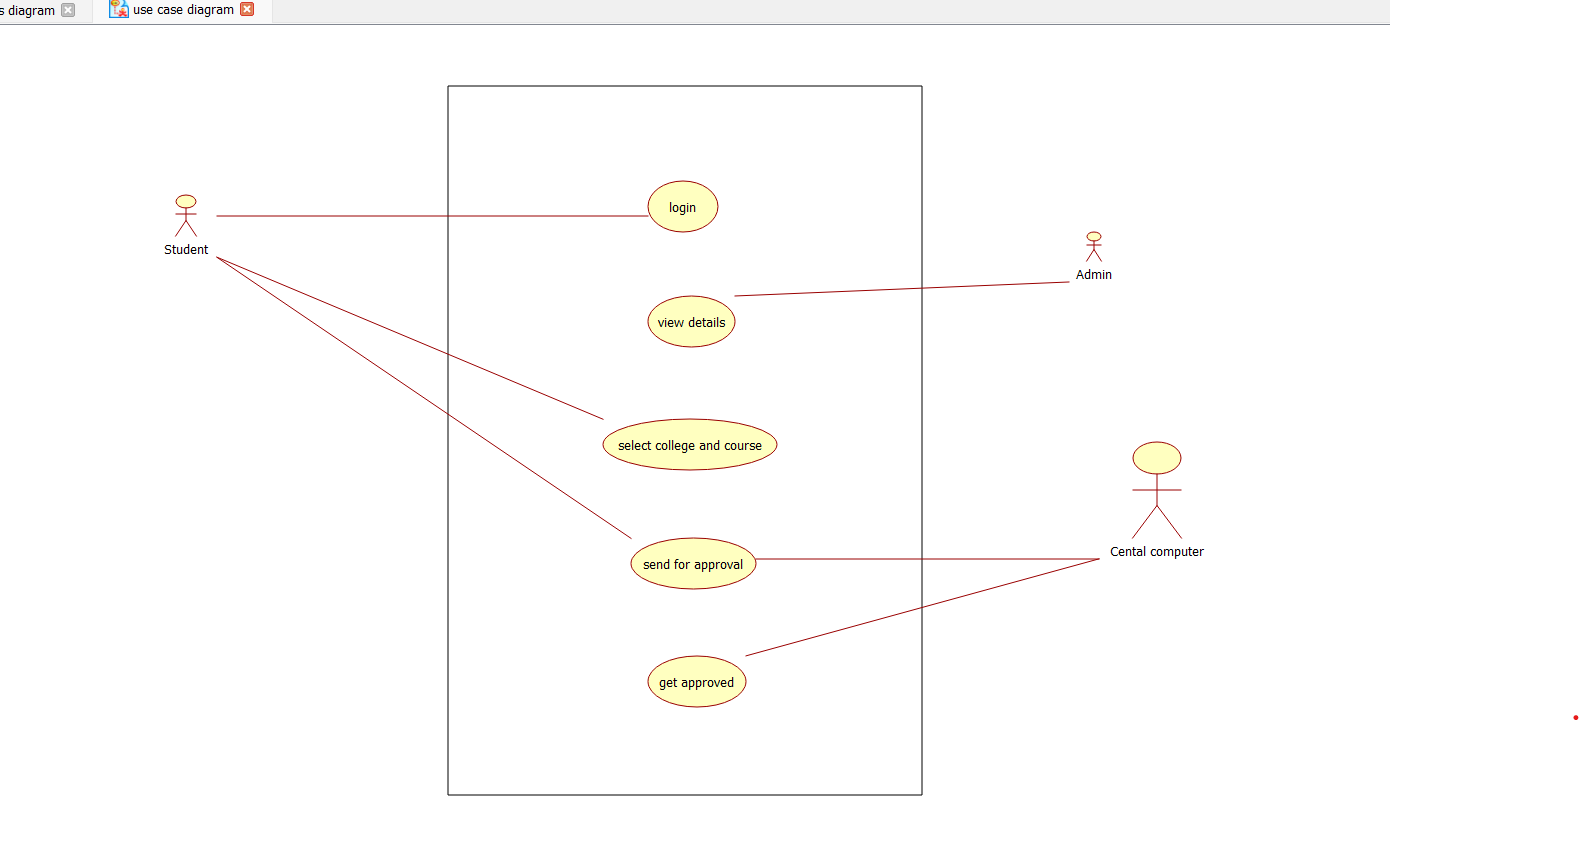 s diagram
use case diagram
login
Student
Admin
view details
select college and course
Cental computer
send for approval
get approved